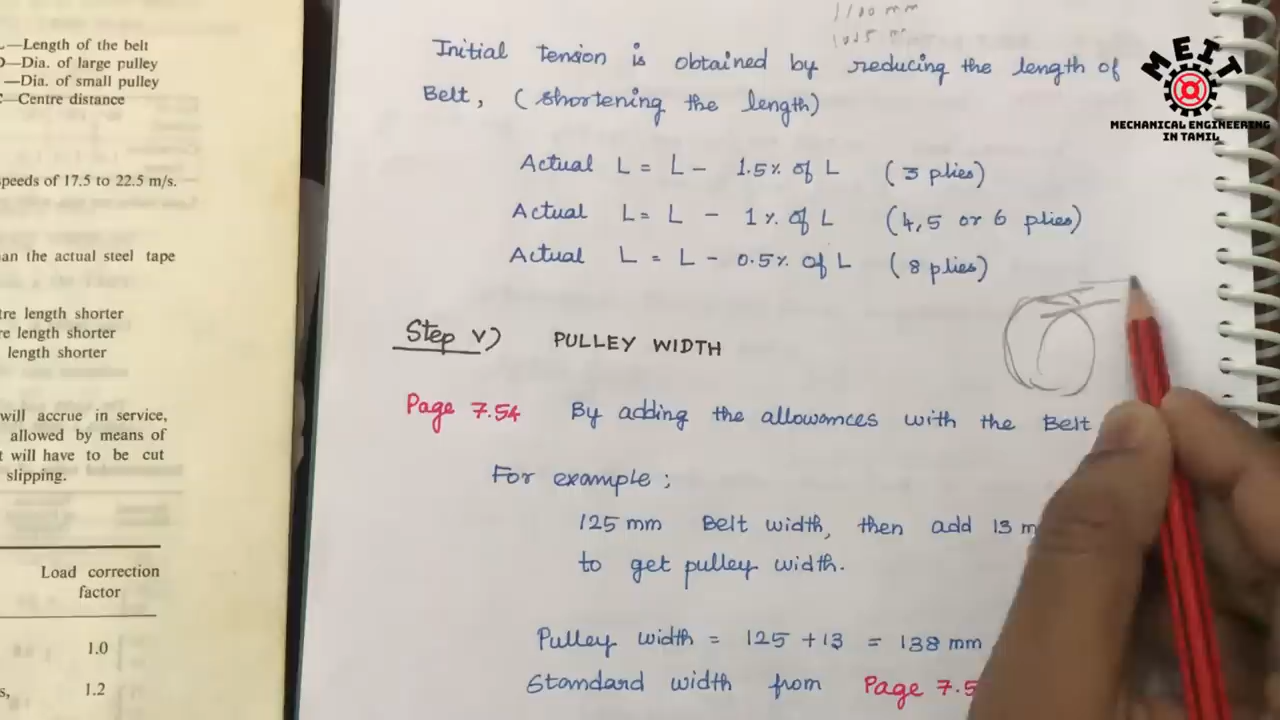 —Length of the belt
—Dia. of large pulley
—Dia. of small pulley
—Centre distance
speeds of 17.5 to 22.5 m/s.
than the actual steel tape
length shorter
length shorter
length shorter
will accrue in service,
allowed by means of
will have to be cut
slipping.
Load correction
factor
1.0
1.2
1100 mm
Initial tension is obtained by reducing the length of
Belt, (shortening the length)
Actual L = L - 1.5% of L (3 plies)
Actual L = L - 1% of L (4,5 or 6 plies)
Actual L = L - 0.5% of L (8 plies)
Step V) PULLEY WIDTH
Page 7.54 By adding the allowances with the Belt
For example;
125 mm Belt width, then add 13 m
to get pulley width.
Pulley width = 125 + 13 = 138 mm
Standard width from Page 7.5
MEIT
MECHANICAL ENGINEERING
IN TAMIL